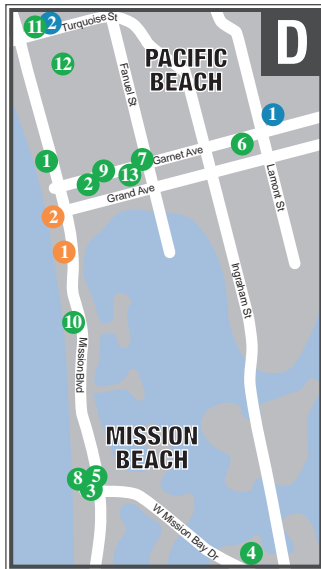 D
11
2
Turquoise St
12
PACIFIC
BEACH
Fanuel St
1
6
1
7
Garnet Ave
9
2
13
Grand Ave
Lamont St
2
1
Ingraham St
10
Mission Blvd
MISSION
BEACH
8
5
3
W Mission Bay Dr
4